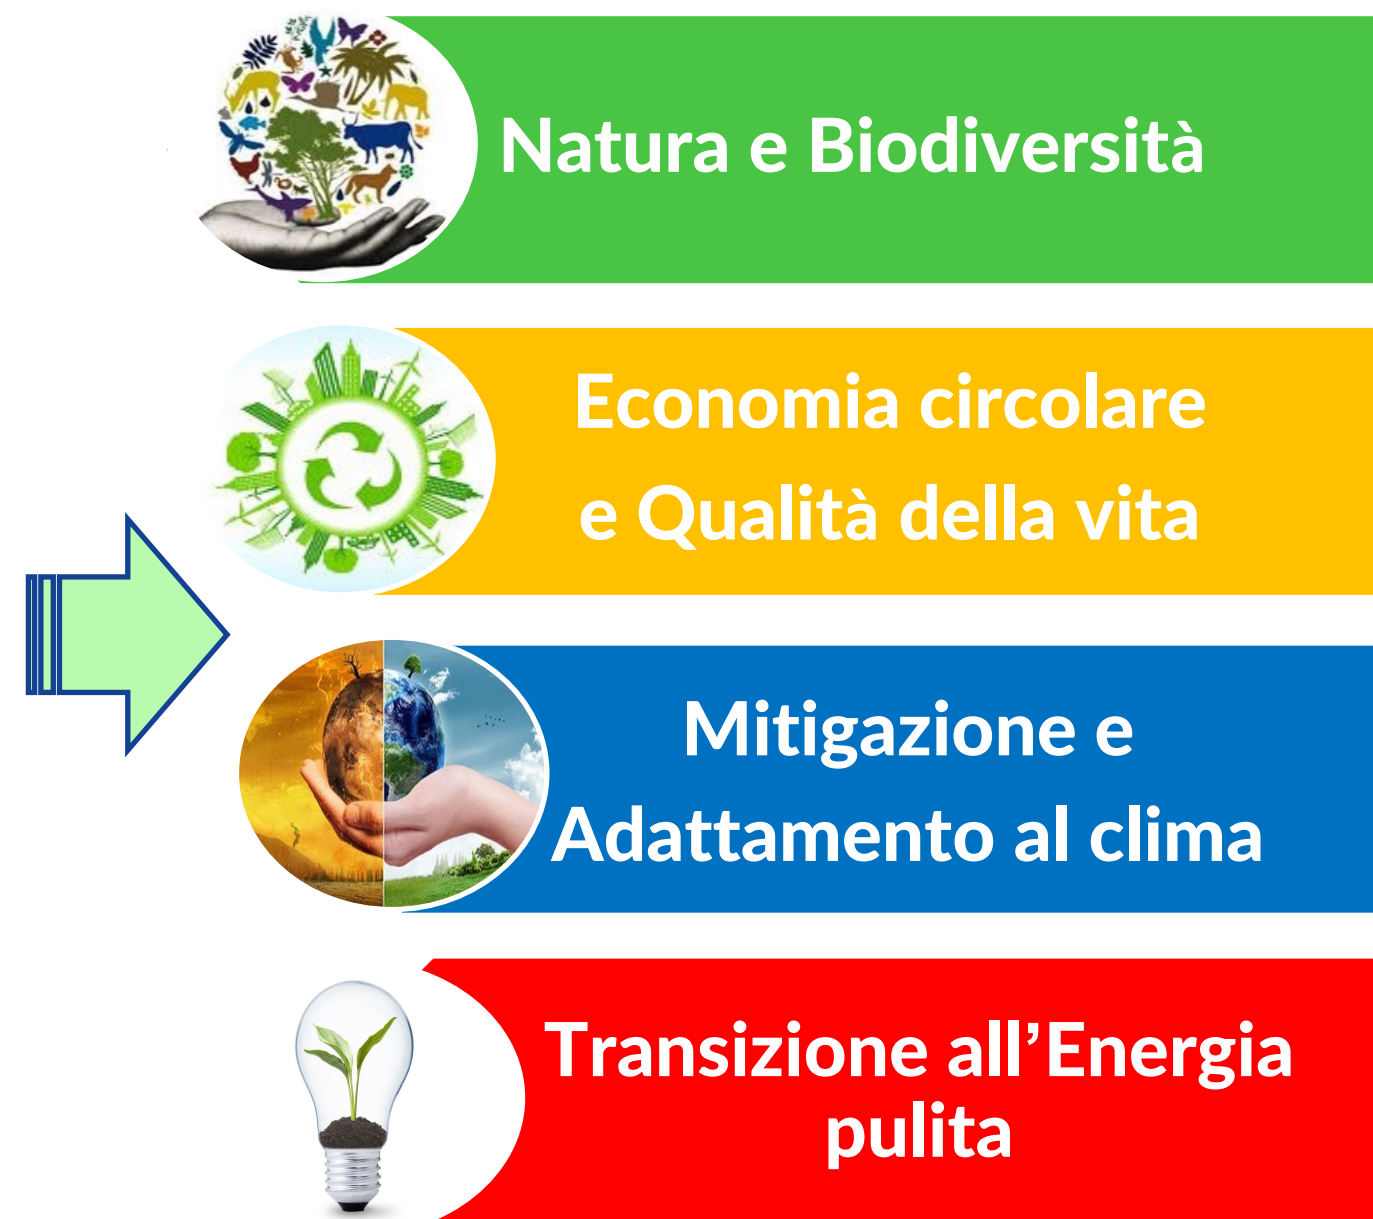 Natura e Biodiversità
Economia circolare
e Qualità della vita
Mitigazione e
Adattamento al clima
Transizione all’Energia
pulita